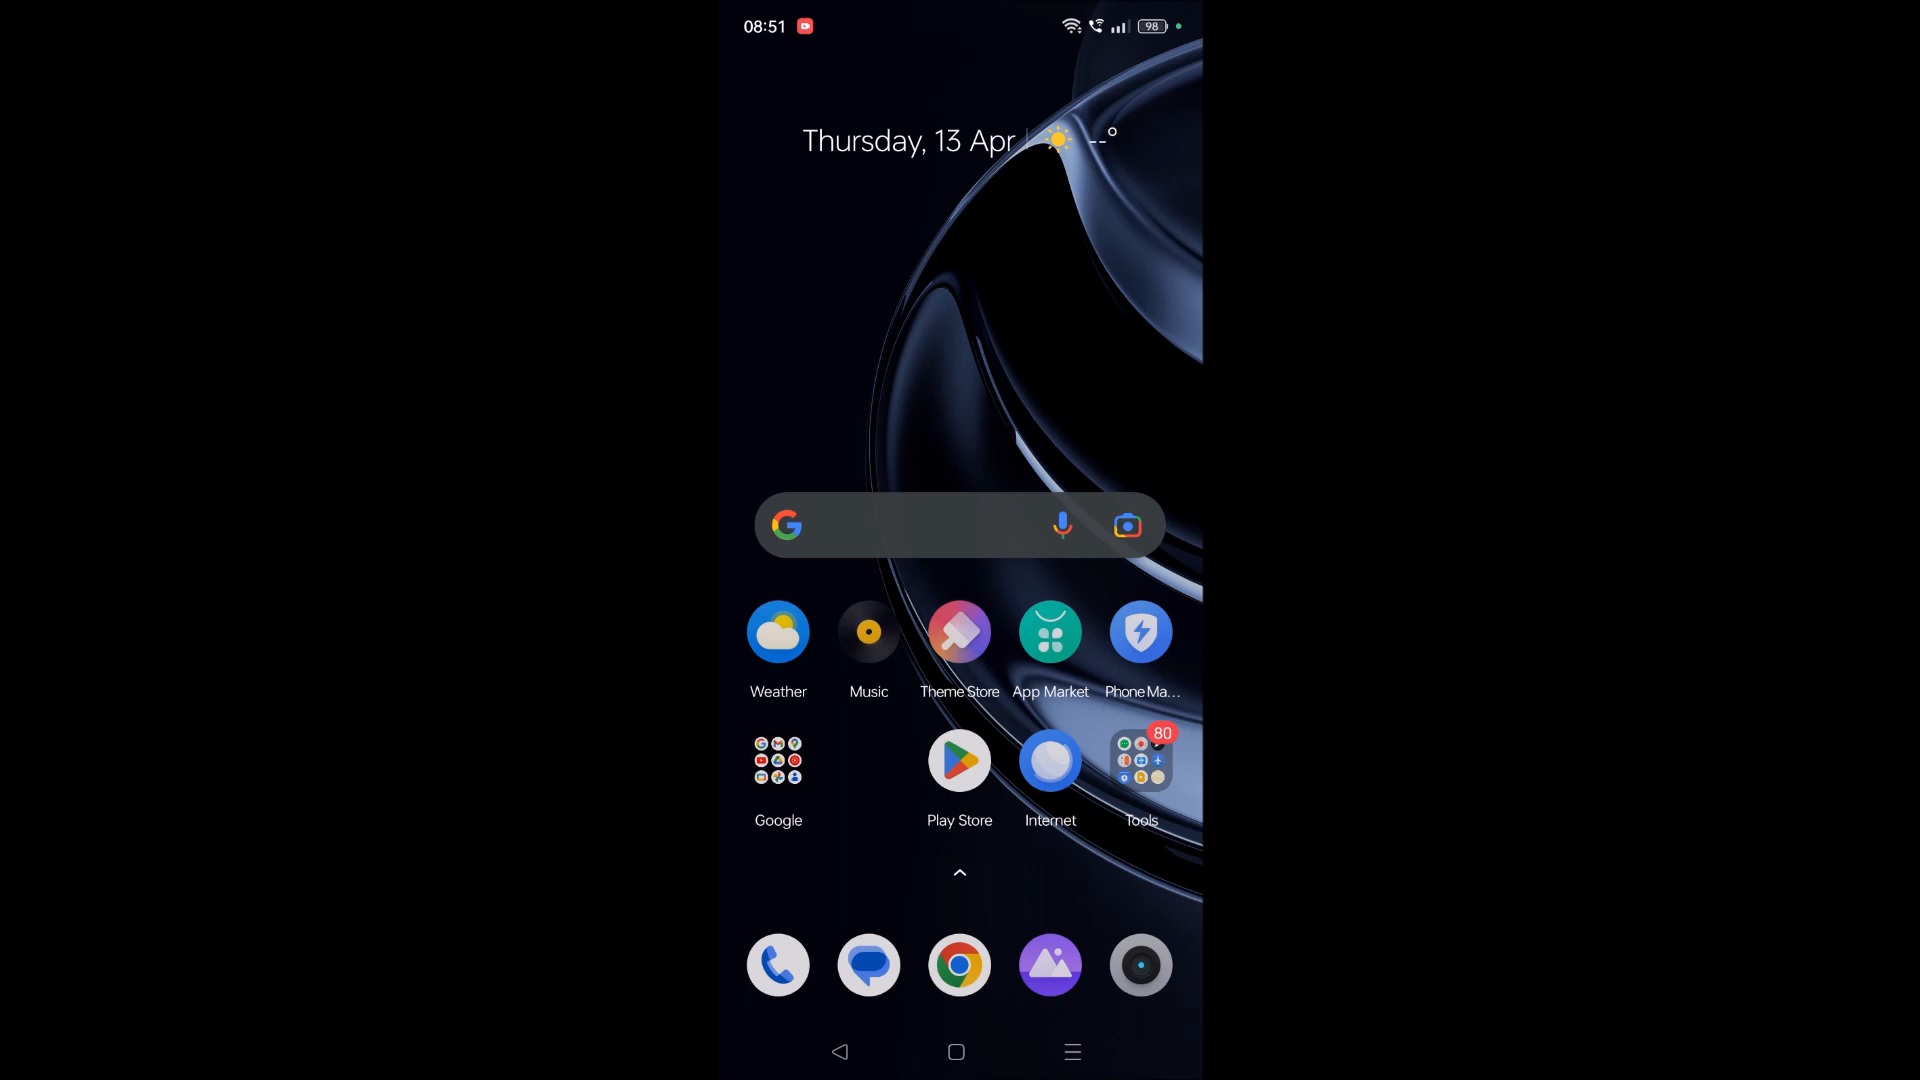 08:51
98
Thursday, 13 Apr | --°
Weather
Music
Theme Store
App Market
Phone Ma...
80
Google
Play Store
Internet
Tools